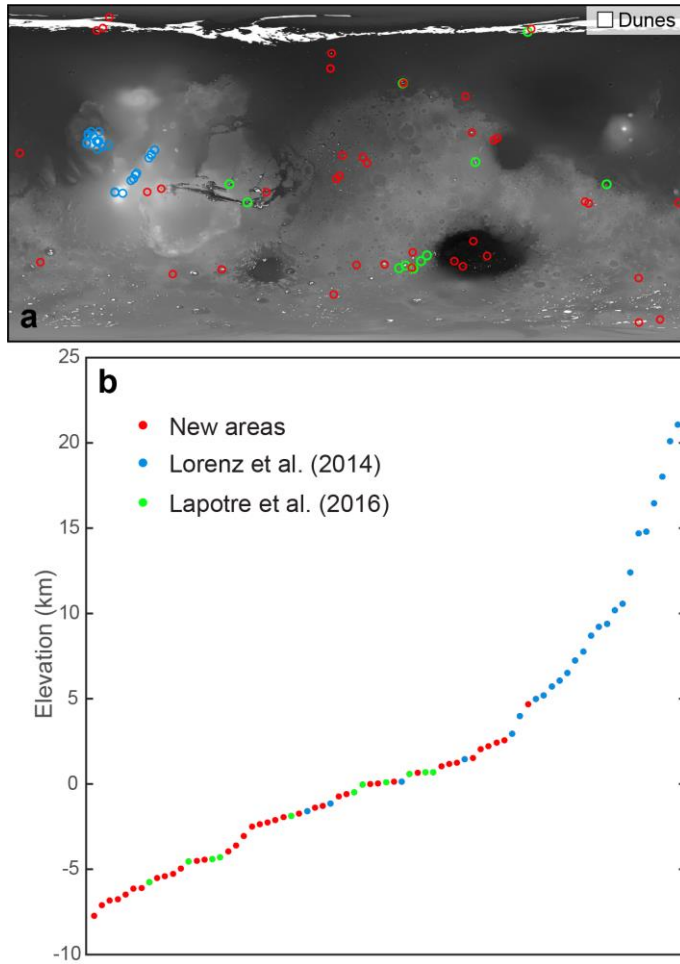 Dunes
a
b
25
20
15
10
5
0
-5
-10
Elevation (km)
New areas
Lorenz et al. (2014)
Lapotre et al. (2016)